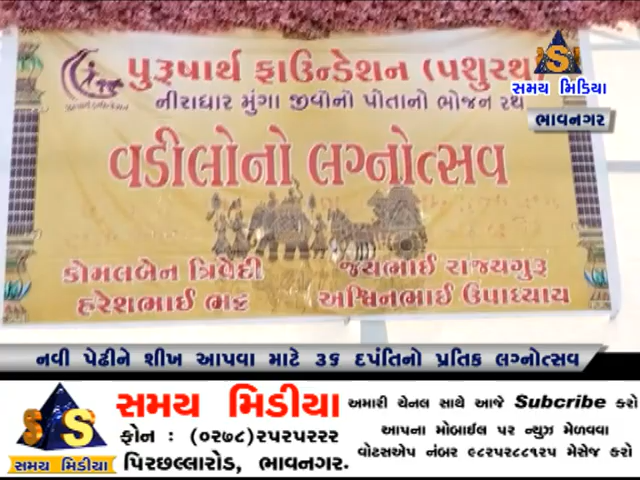 પુરૂષાર્થ ફાઉન્ડેશન (પશુરથ)
નીરાધાર મુંગા જીવોનો પોતાનો ભોજન રથ
સમય મિડિયા
ભાવનગર
વડીલોનો લગ્નોત્સવ
કોમલબેન ત્રિવેદી
જયભાઈ રાજયગુરૂ
હરેશભાઈ ભટ્ટ
અશ્વિનભાઈ ઉપાધ્યાય
નવી પેઢીને શીખ આપવા માટે ૩૬ દપંતિનો પ્રતિક લગ્નોત્સવ
સમય મિડીયા
ફોન : (૦૨૭૮)૨૫૨૫૨૨૨
પિરછલ્લારોડ, ભાવનગર.
અમારી ચેનલ સાથે આજે Subcribe કરો
આપના મોબાઈલ પર ન્યુઝ મેળવવા
વોટસએપ નંબર ૯૮૨૫૨૮૮૧૨૫ મેસેજ કરો
S
સમય મિડીયા